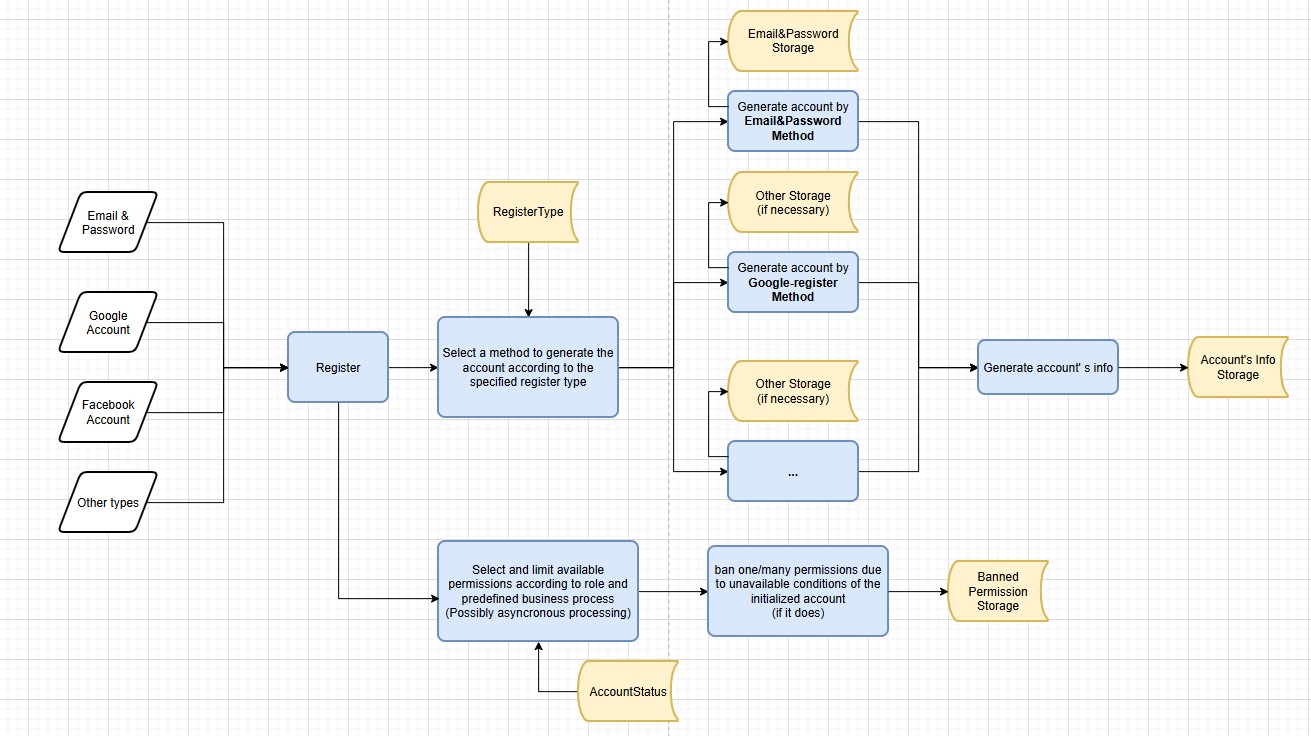 Email&Password
Storage
Generate account by
Email&Password
Method
Email &
Password
RegisterType
Other Storage
(if necessary)
Generate account by
Google-register
Method
Google
Account
Register
Select a method to generate the
account according to the
specified register type
Generate account' s info
Account's Info
Storage
Facebook
Account
Other Storage
(if necessary)
...
Other types
Select and limit available
permissions according to role and
predefined business process
(Possibly asyncronous processing)
ban one/many permissions due
to unavailable conditions of the
initialized account
(if it does)
Banned
Permission
Storage
AccountStatus